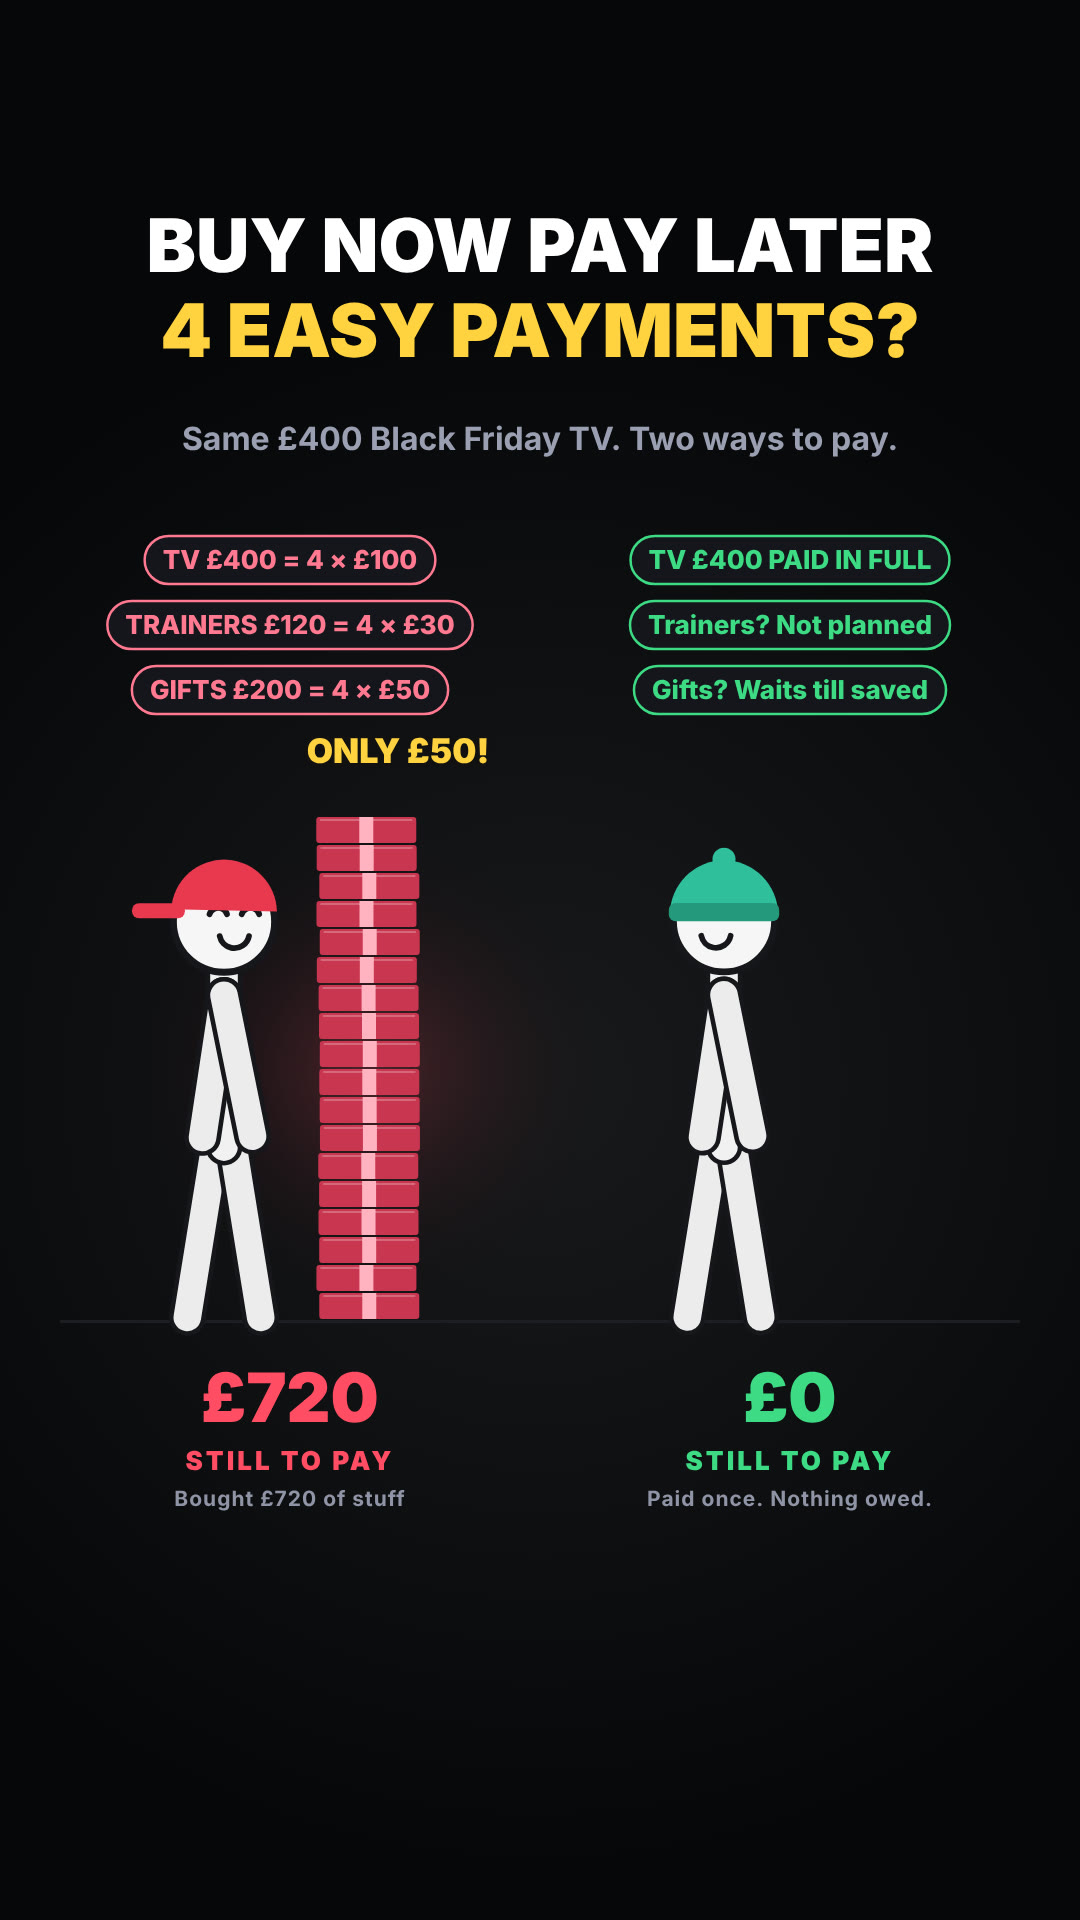 BUY NOW PAY LATER
4 EASY PAYMENTS?
Same £400 Black Friday TV. Two ways to pay.
TV £400 = 4 × £100
TRAINERS £120 = 4 × £30
GIFTS £200 = 4 × £50
ONLY £50!
TV £400 PAID IN FULL
Trainers? Not planned
Gifts? Waits till saved
£720
STILL TO PAY
Bought £720 of stuff
£0
STILL TO PAY
Paid once. Nothing owed.